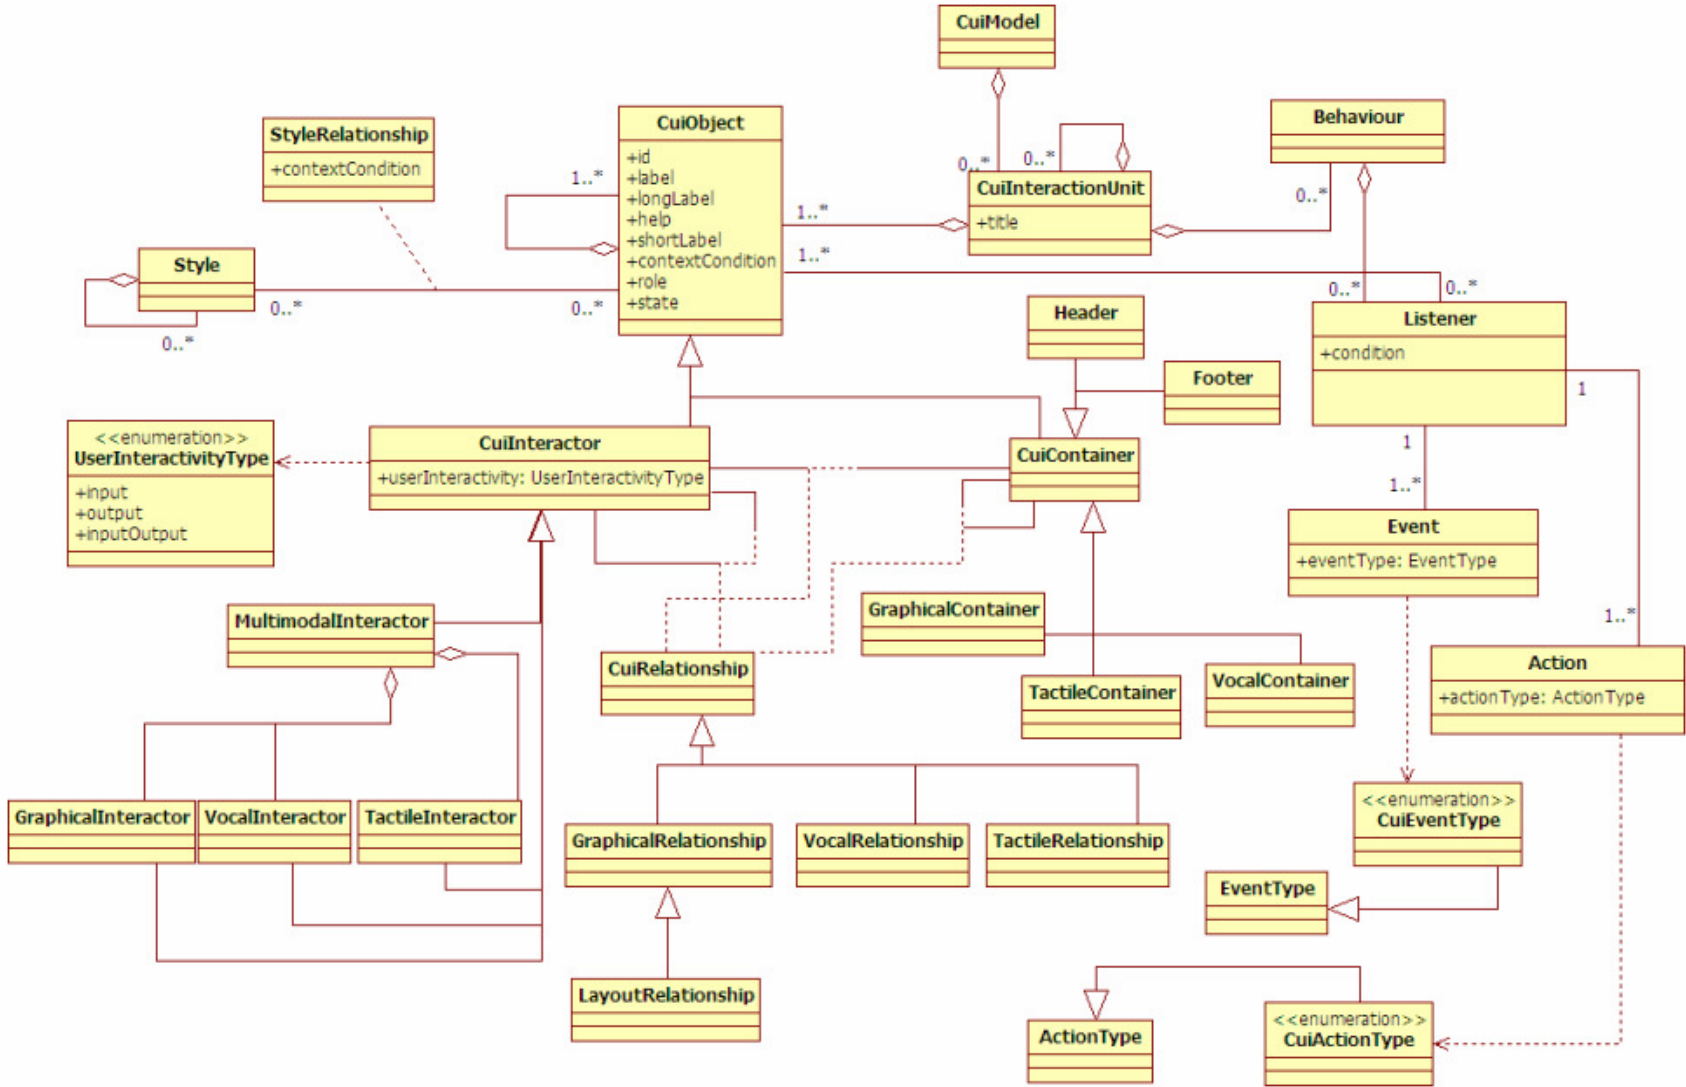 CuiModel
StyleRelationship
+contextCondition
CuiObject
+id
+label
+longLabel
+help
+shortLabel
+contextCondition
+role
+state
1..*
Behaviour
0..*
0..*
CuiInteractionUnit
+title
0..*
1..*
1..*
Style
0..*
0..*
0..*
0..*
0..*
Listener
+condition
1
1
Header
Footer
<<enumeration>>
UserInteractivityType
+input
+output
+inputOutput
CuiInteractor
+userInteractivity: UserInteractivityType
CuiContainer
1..*
Event
+eventType: EventType
MultimodalInteractor
GraphicalContainer
1..*
CuiRelationship
TactileContainer
VocalContainer
Action
+actionType: ActionType
GraphicalInteractor
VocalInteractor
TactileInteractor
GraphicalRelationship
VocalRelationship
TactileRelationship
<<enumeration>>
CuiEventType
EventType
LayoutRelationship
ActionType
<<enumeration>>
CuiActionType